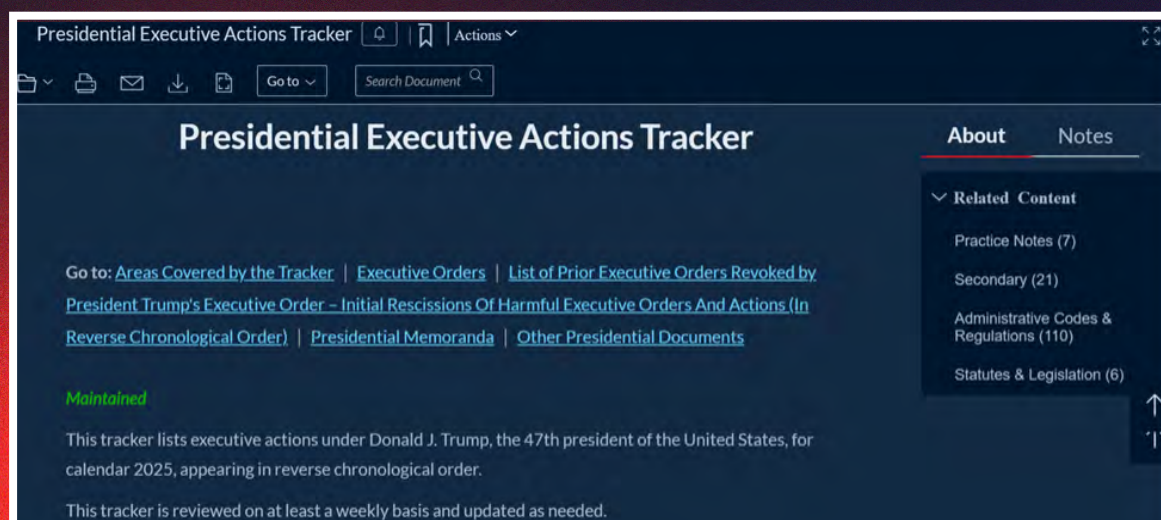 Presidential Executive Actions Tracker | Actions
Go to Search Document
Presidential Executive Actions Tracker
About Notes
Related Content
Practice Notes (7)
Secondary (21)
Administrative Codes &
Regulations (110)
Statutes & Legislation (6)
Go to: Areas Covered by the Tracker | Executive Orders | List of Prior Executive Orders Revoked by
President Trump's Executive Order – Initial Rescissions Of Harmful Executive Orders And Actions (In
Reverse Chronological Order) | Presidential Memoranda | Other Presidential Documents
Maintained
This tracker lists executive actions under Donald J. Trump, the 47th president of the United States, for
calendar 2025, appearing in reverse chronological order.
This tracker is reviewed on at least a weekly basis and updated as needed.